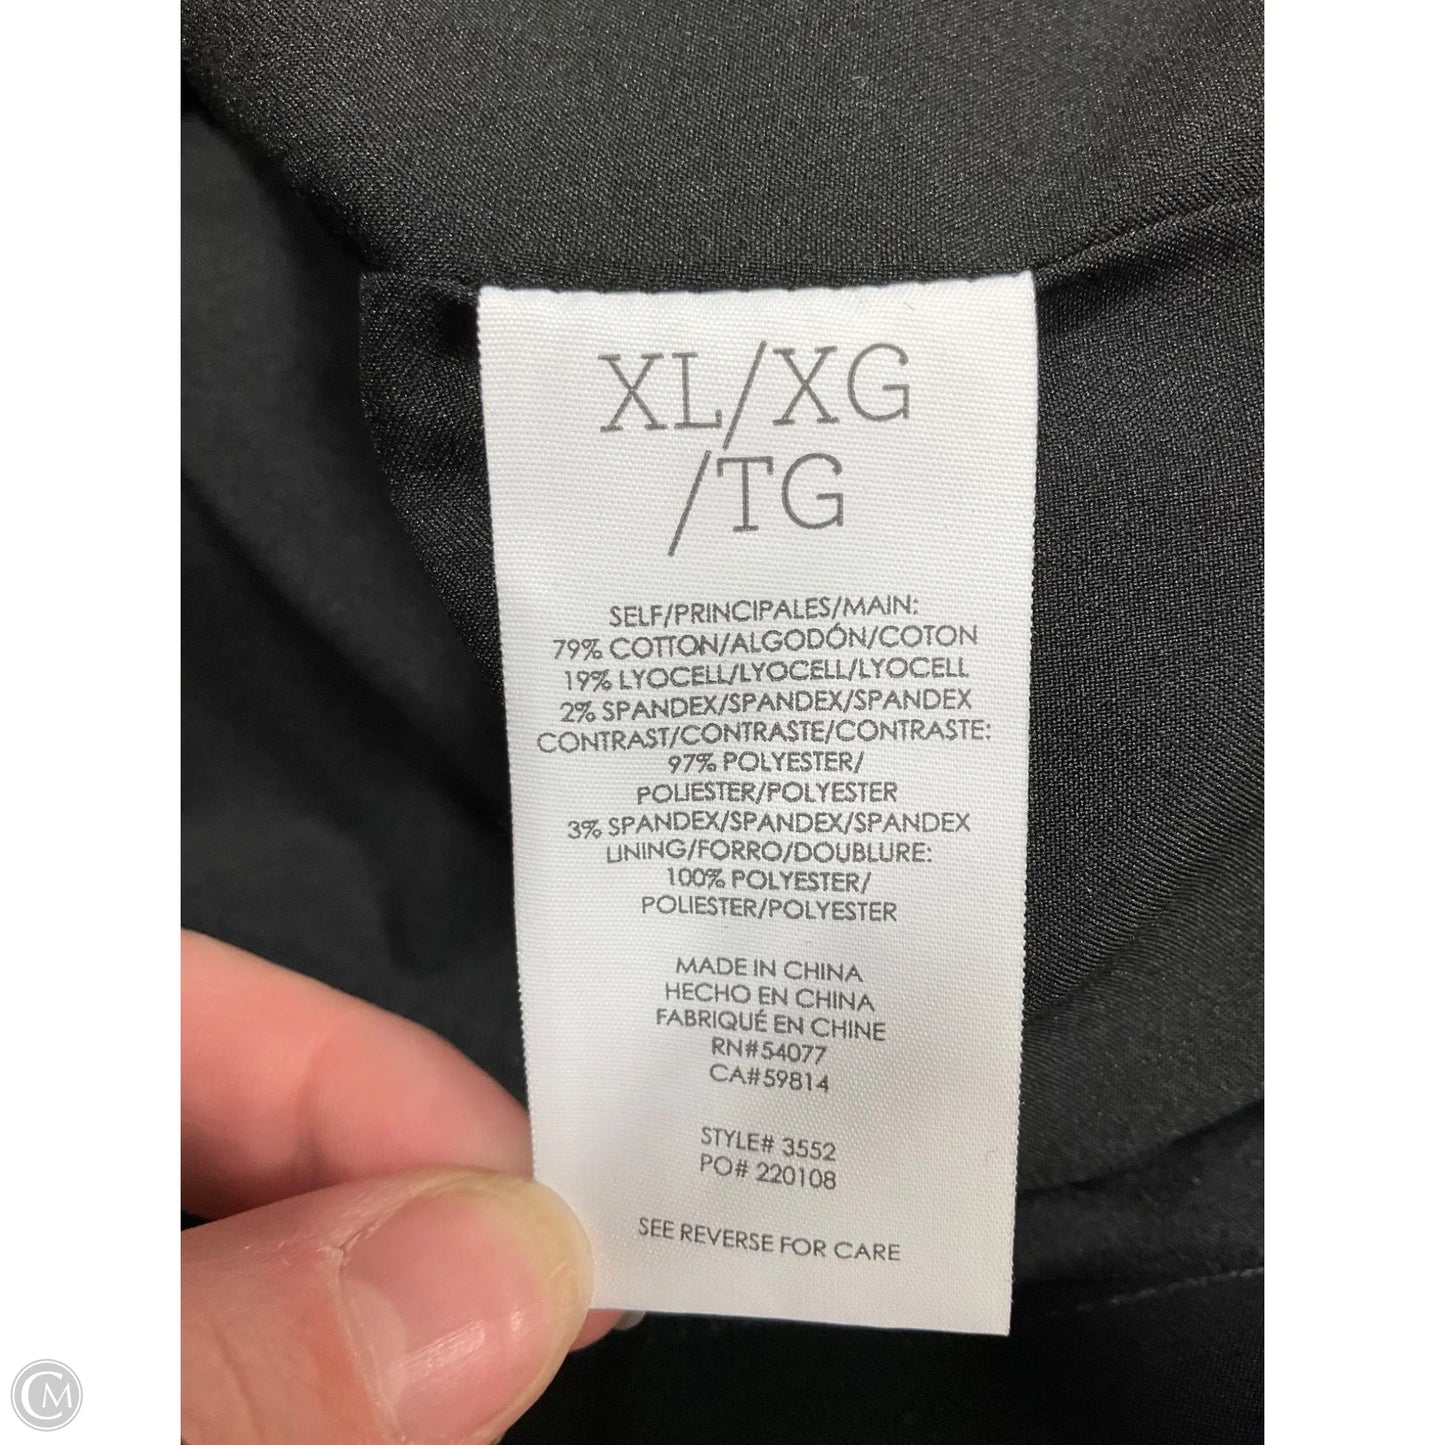 XL/XG
/TG
SELF/PRINCIPALES/MAIN:
79% COTTON/ALGODÓN/COTON
19% LYOCELL/LYOCELL/LYOCELL
2% SPANDEX/SPANDEX/SPANDEX
CONTRAST/CONTRASTE/CONTRASTE:
97% POLYESTER/
POLIESTER/POLYESTER
3% SPANDEX/SPANDEX/SPANDEX
LINING/FORRO/DOUBLURE:
100% POLYESTER/
POLIESTER/POLYESTER
MADE IN CHINA
HECHO EN CHINA
FABRIQUÉ EN CHINE
RN#54077
CA#59814
STYLE# 3552
PO# 220108
SEE REVERSE FOR CARE
CM